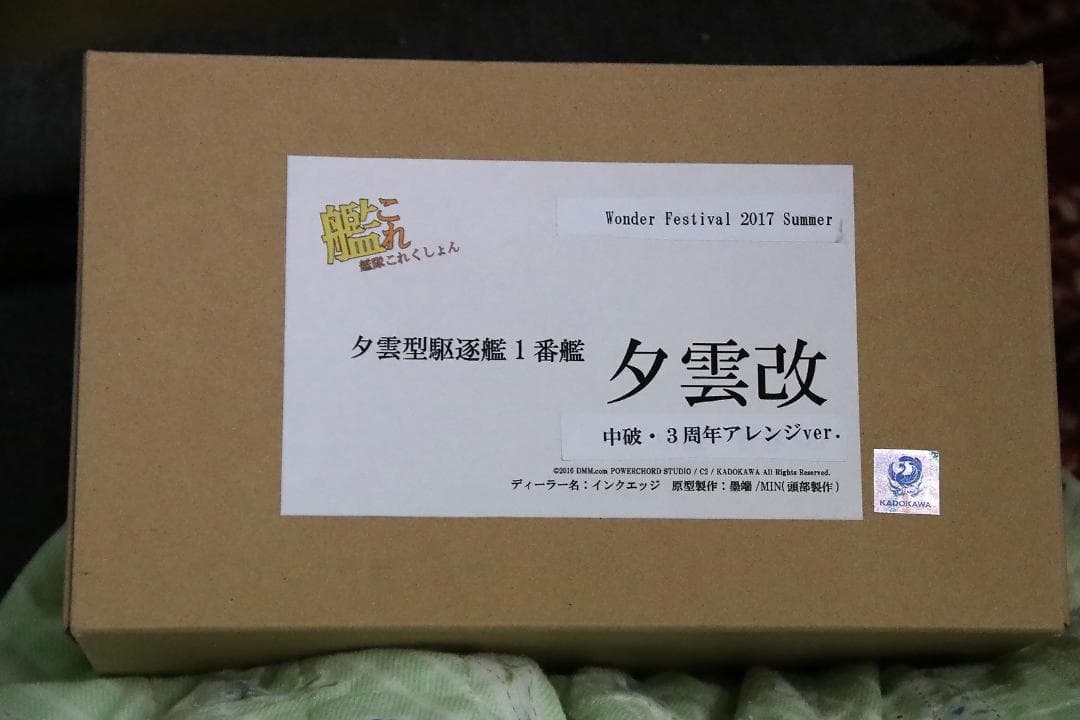 艦これ
艦隊これくしょん
Wonder Festival 2017 Summer
夕雲型駆逐艦１番艦
夕雲改
中破・３周年アレンジver.
©2016 DMM.com POWERCHORD STUDIO / C2 / KADOKAWA All Rights Reserved.
ディーラー名：インクエッジ　原型製作：墨端/MIN(頭部製作)
KADOKAWA